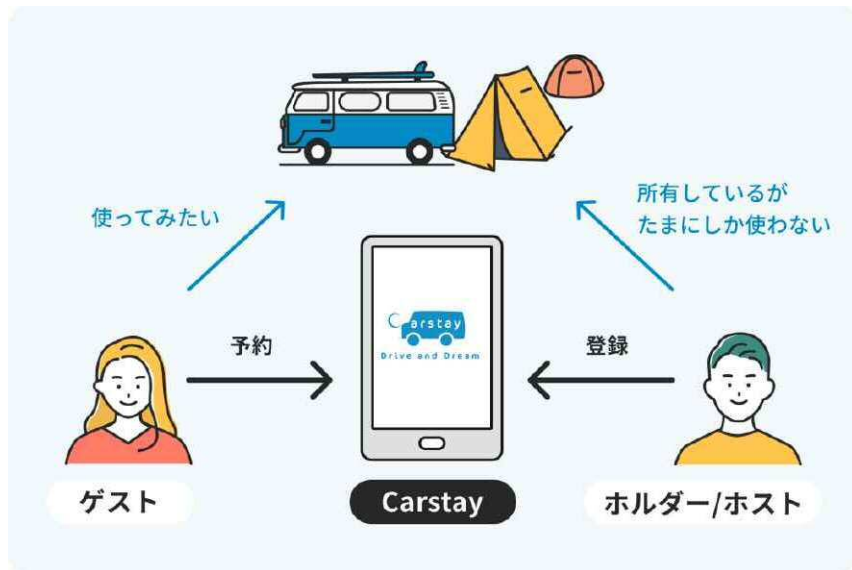 使ってみたい
所有しているが
たまにしか使わない
予約
Carstay
Drive and Dream
登録
ゲスト
Carstay
ホルダー/ホスト